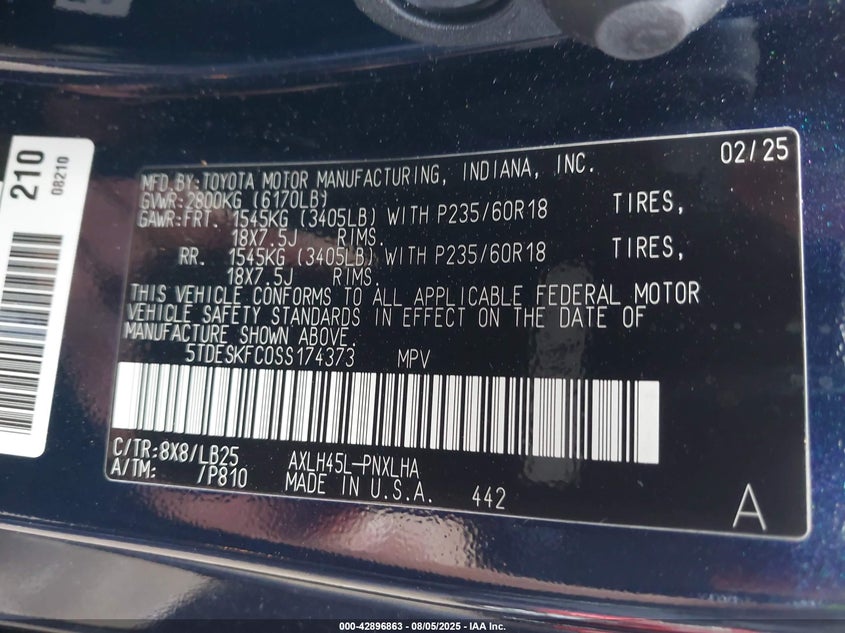 210
08210
MFD.BY:TOYOTA MOTOR MANUFACTURING, INDIANA, INC. 02/25
GVWR:2800KG (6170LB)
GAWR:FRT. 1545KG (3405LB) WITH P235/60R18 TIRES,
18X7.5J RIMS.
RR. 1545KG (3405LB) WITH P235/60R18 TIRES,
18X7.5J RIMS.
THIS VEHICLE CONFORMS TO ALL APPLICABLE FEDERAL MOTOR
VEHICLE SAFETY STANDARDS IN EFFECT ON THE DATE OF
MANUFACTURE SHOWN ABOVE.
5TDESKFC0SS174373 MPV
C/TR:8X8/LB25 AXLH45L-PNXLHA
A/TM: /P810 MADE IN U.S.A. 442
A
000-42896863 - 08/05/2025 - IAA Inc.